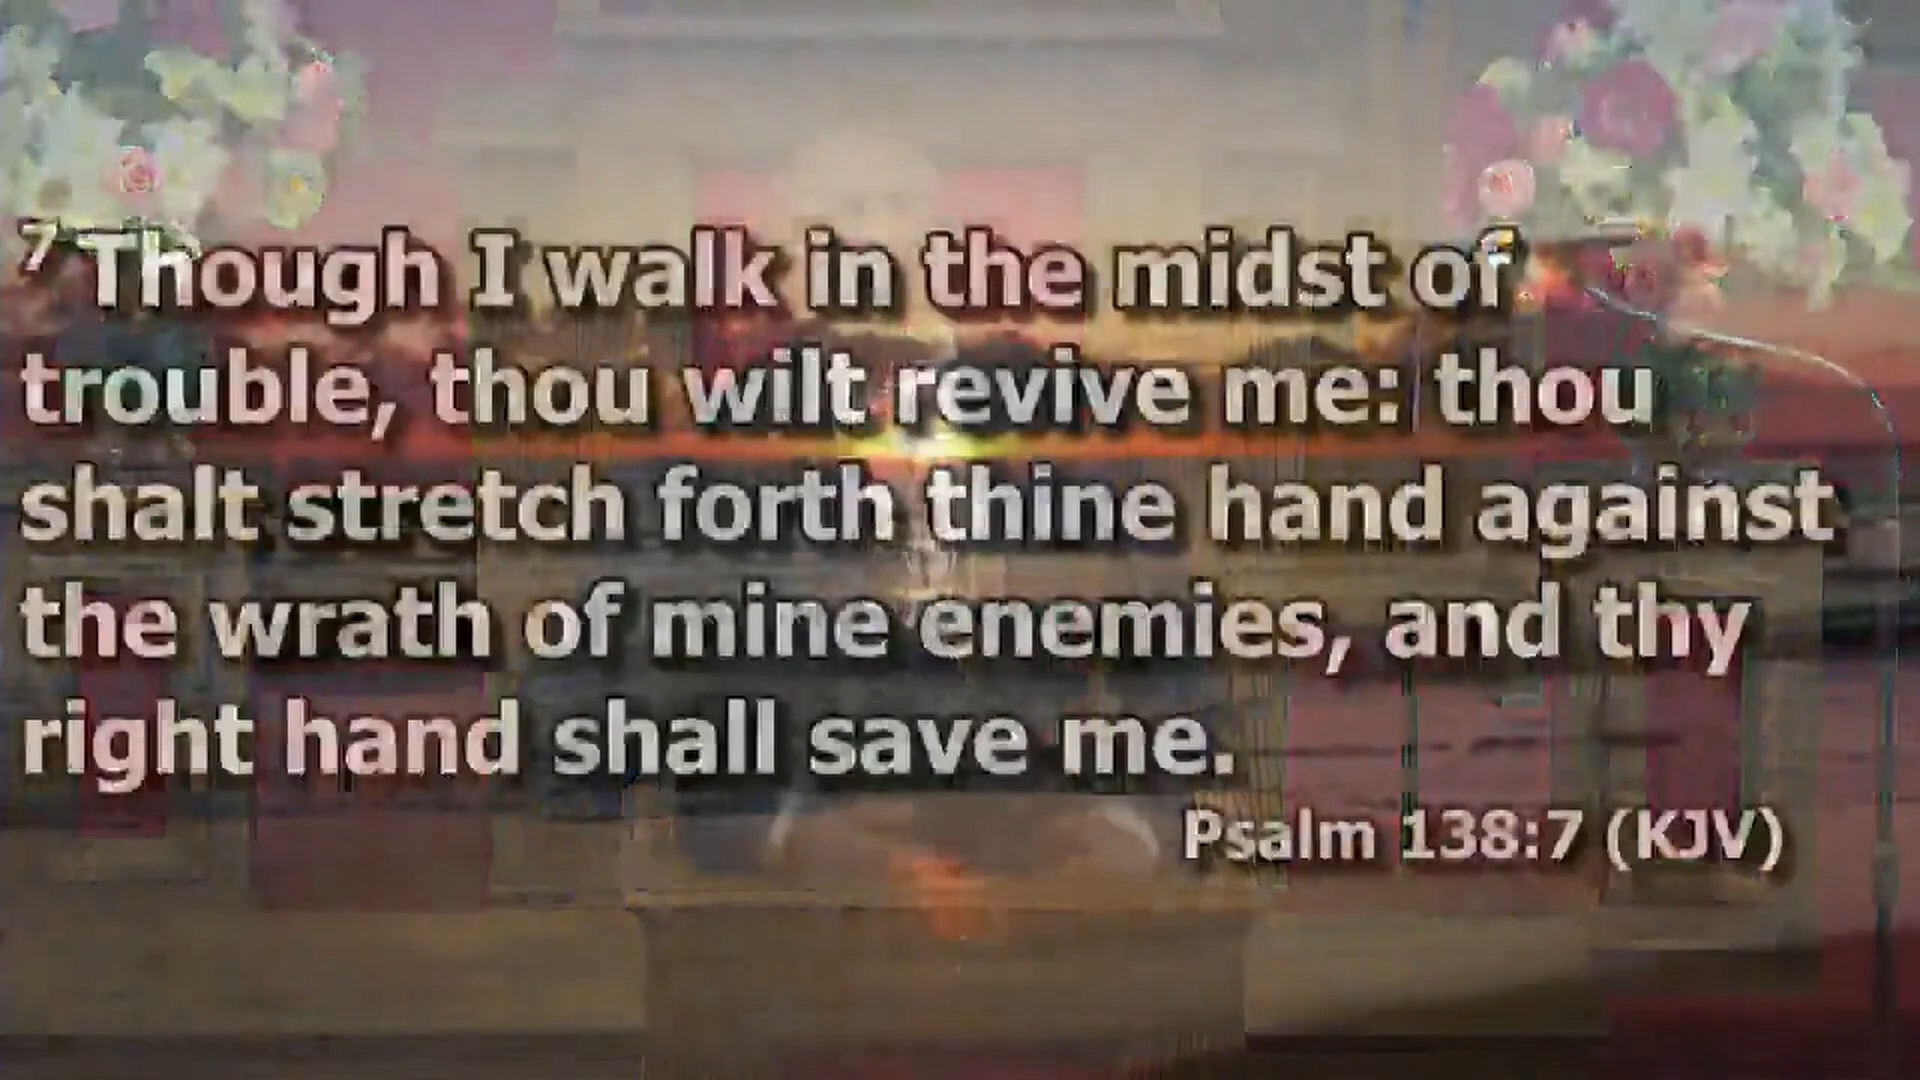 7 Though I walk in the midst of
trouble, thou wilt revive me: thou
shalt stretch forth thine hand against
the wrath of mine enemies, and thy
right hand shall save me.
Psalm 138:7 (KJV)